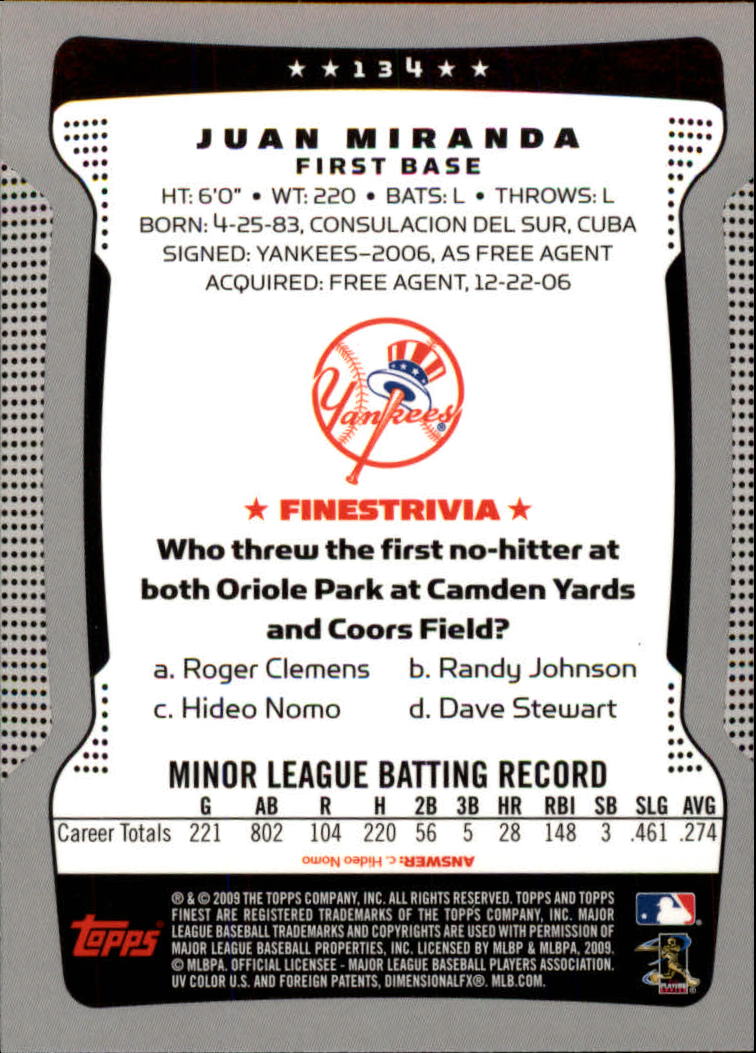 ★ ★ 134 ★ ★
JUAN MIRANDA
FIRST BASE
HT: 6'0" • WT: 220 • BATS: L • THROWS: L
BORN: 4-25-83, CONSULACION DEL SUR, CUBA
SIGNED: YANKEES–2006, AS FREE AGENT
ACQUIRED: FREE AGENT, 12-22-06
Yankees®
★ FINESTRIVIA ★
Who threw the first no-hitter at
both Oriole Park at Camden Yards
and Coors Field?
a. Roger Clemens b. Randy Johnson
c. Hideo Nomo d. Dave Stewart
MINOR LEAGUE BATTING RECORD
G AB R H 2B 3B HR RBI SB SLG AVG
Career Totals 221 802 104 220 56 5 28 148 3 .461 .274
ANSWER: c. Hideo Nomo
® & © 2009 THE TOPPS COMPANY, INC. ALL RIGHTS RESERVED. TOPPS AND TOPPS
FINEST ARE REGISTERED TRADEMARKS OF THE TOPPS COMPANY, INC. MAJOR
LEAGUE BASEBALL TRADEMARKS AND COPYRIGHTS ARE USED WITH PERMISSION OF
MAJOR LEAGUE BASEBALL PROPERTIES, INC. LICENSED BY MLBP & MLBPA, 2009.
© MLBPA. OFFICIAL LICENSEE - MAJOR LEAGUE BASEBALL PLAYERS ASSOCIATION.
UV COLOR U.S. AND FOREIGN PATENTS, DIMENSIONALFX®. MLB.COM.
topps